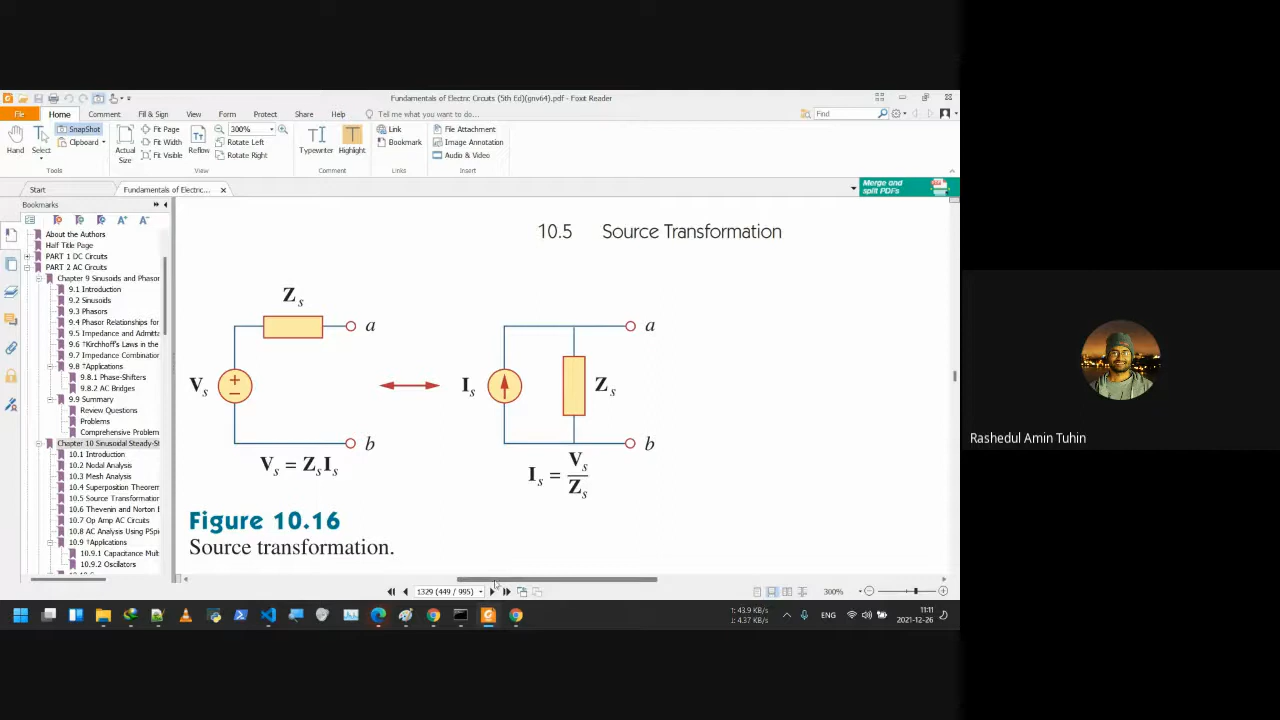 Fundamentals of Electric Circuits (5th Ed)(gnv64).pdf - Foxit Reader
File Home Comment Fill & Sign View Form Protect Share Help Tell me what you want to do...
Find
Hand
Select
SnapShot
Clipboard
Tools
Actual Size
Fit Page
Fit Width
Fit Visible
Reflow
300%
Rotate Left
Rotate Right
View
Typewriter
Highlight
Comment
Link
Bookmark
Links
File Attachment
Image Annotation
Audio & Video
Insert
Start
Fundamentals of Electric...
Merge and split PDFs
Bookmarks
About the Authors
Half Title Page
PART 1 DC Circuits
PART 2 AC Circuits
Chapter 9 Sinusoids and Phasor
9.1 Introduction
9.2 Sinusoids
9.3 Phasors
9.4 Phasor Relationships for
9.5 Impedance and Admitta
9.6 †Kirchhoff's Laws in the
9.7 Impedance Combination
9.8 †Applications
9.8.1 Phase-Shifters
9.8.2 AC Bridges
9.9 Summary
Review Questions
Problems
Comprehensive Problem
Chapter 10 Sinusoidal Steady-St
10.1 Introduction
10.2 Nodal Analysis
10.3 Mesh Analysis
10.4 Superposition Theorem
10.5 Source Transformation
10.6 Thevenin and Norton E
10.7 Op Amp AC Circuits
10.8 AC Analysis Using PSpi
10.9 †Applications
10.9.1 Capacitance Mult
10.9.2 Oscillators
10.5 Source Transformation
Zs
a
Vs
+
−
b
Vs = ZsIs
a
Is
Zs
b
Is = Vs/Zs
Figure 10.16
Source transformation.
1329 (449 / 995)
300%
43.9 KB/s
4.37 KB/s
ENG
11:11
2021-12-26
Rashedul Amin Tuhin